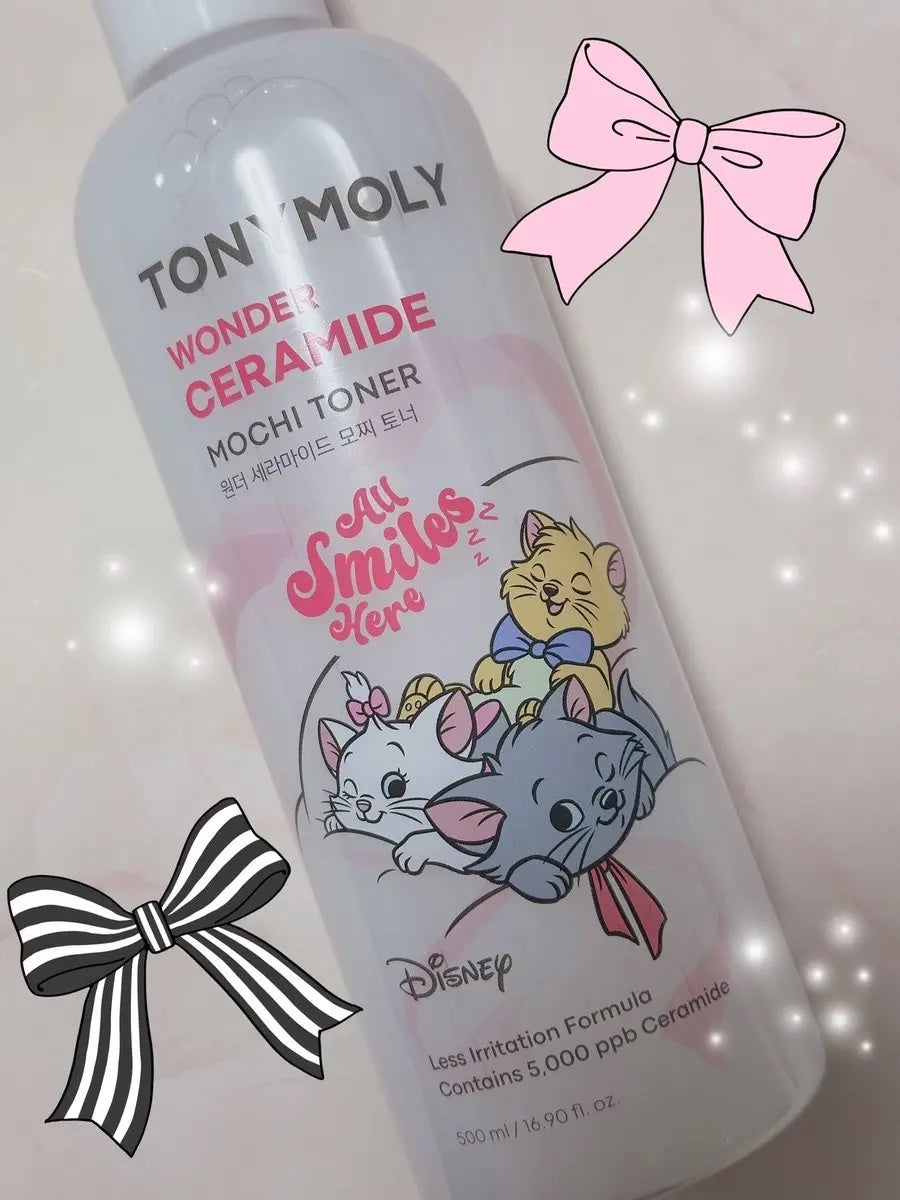 TONYMOLY
WONDER
CERAMIDE
MOCHI TONER
원더 세라마이드 모찌 토너
All
Smiles
Here
z
z
z
Disney
Less Irritation Formula
Contains 5,000 ppb Ceramide
500 ml / 16.90 fl. oz.